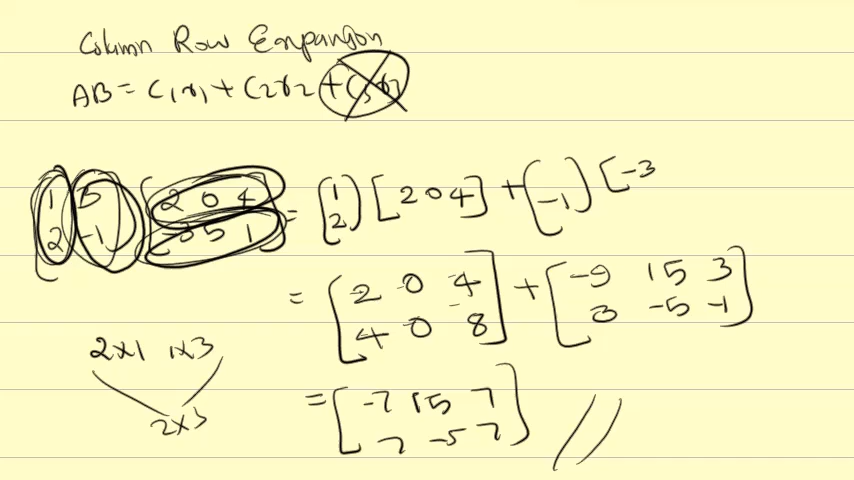 Column Row Expansion
AB = C1r1 + C2r2 + C3r3
[1 5 2 -1] [2 0 4 -3 5 1] = (1 2) [2 0 4] + ( -1) [-3
= [2 0 4 4 0 8] + [-9 15 3 3 -5 -1]
2x1 1x3
2x3
= [-7 15 7 7 -5 7] //